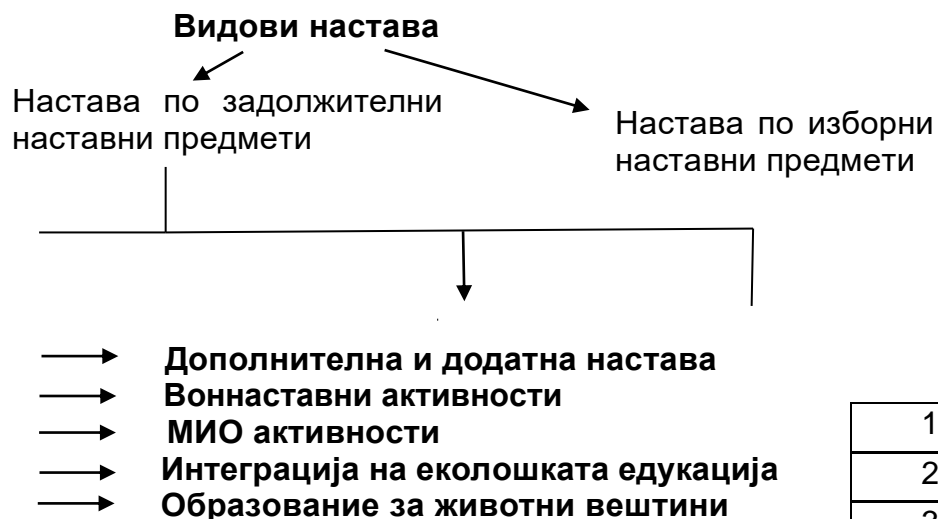 Видови настава
Настава по задолжителни
наставни предмети
Настава по изборни
наставни предмети
Дополнителна и додатна настава
Воннаставни активности
МИО активности
Интеграција на еколошката едукација
Образование за животни вештини
1
2